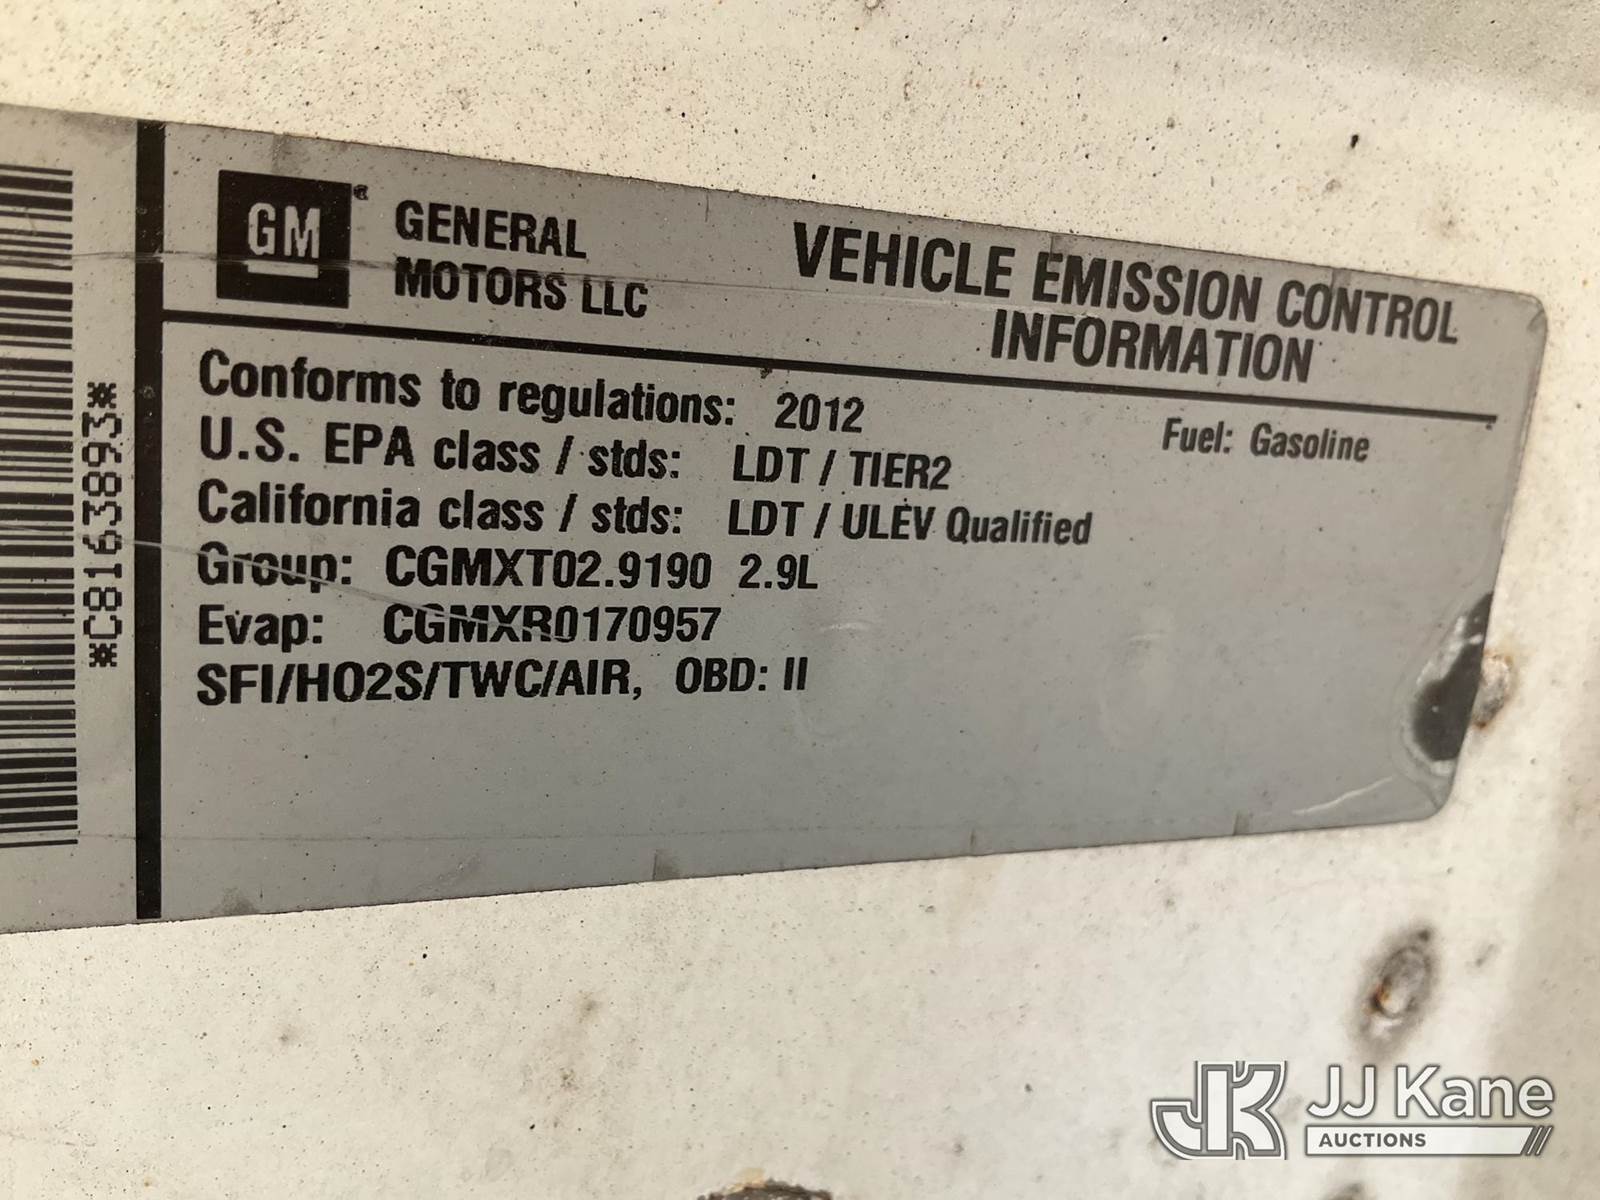 *C81638893*
GM
GENERAL
MOTORS LLC
VEHICLE EMISSION CONTROL
INFORMATION
Conforms to regulations: 2012
Fuel: Gasoline
U.S. EPA class / stds: LDT / TIER2
California class / stds: LDT / ULEV Qualified
Group: CGMXT02.9190 2.9L
Evap: CGMXR0170957
SFI/HO2S/TWC/AIR, OBD: II
JK JJ Kane
AUCTIONS